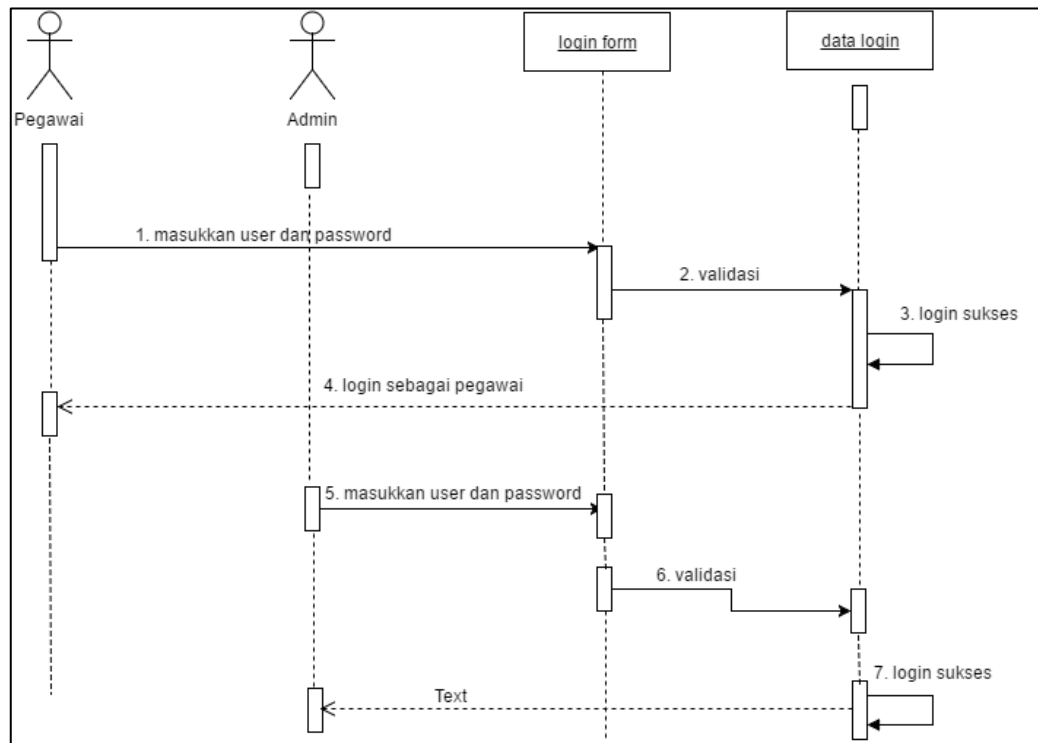 login form
data login
Pegawai
Admin
1. masukkan user dan password
2. validasi
3. login sukses
4. login sebagai pegawai
5. masukkan user dan password
6. validasi
7. login sukses
Text